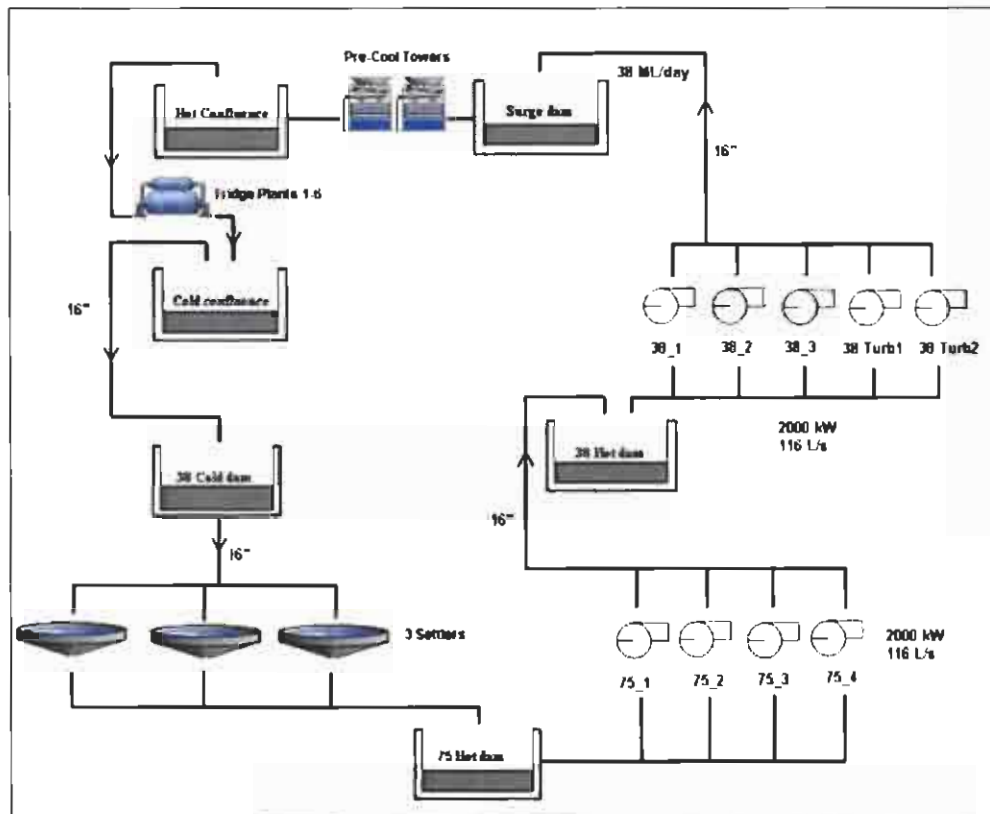 Pre-Cool Towers
38 ML/day
Hot Confluence
Surge dam
16"
Fridge Plants 1-6
Cold confluence
16"
38_1
38_2
38_3
38 Turb1
38 Turb2
2000 kW
116 L/s
38 Hot dam
38 Cold dam
16"
16"
3 Settlers
2000 kW
116 L/s
75_1
75_2
75_3
75_4
75 Hot dam